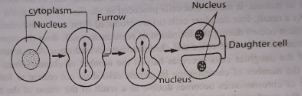 cytoplasm
Nucleus
Furrow
nucleus
Nucleus
Daughter cell